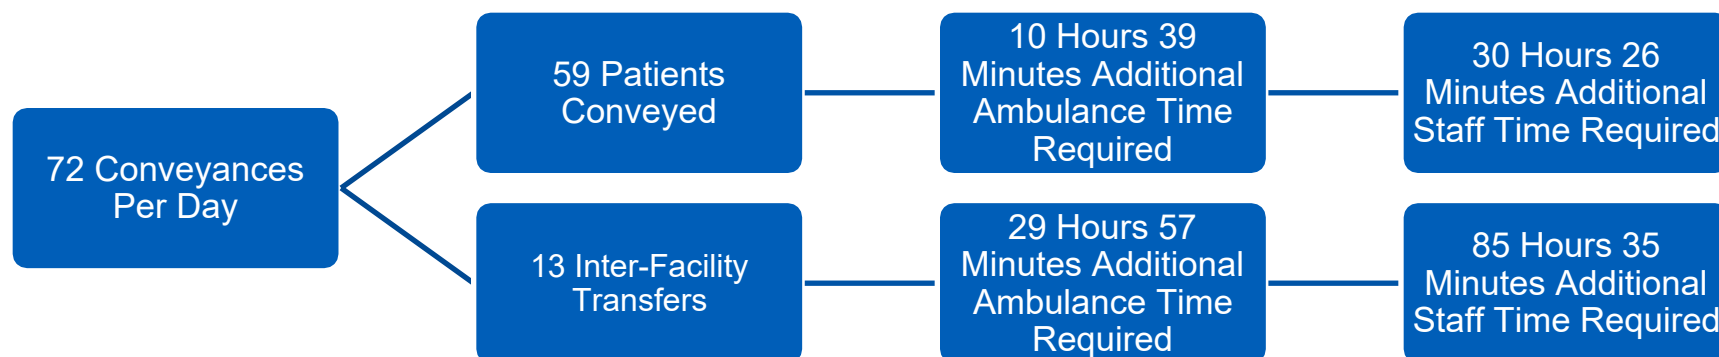 72 Conveyances
Per Day
59 Patients
Conveyed
10 Hours 39
Minutes Additional
Ambulance Time
Required
30 Hours 26
Minutes Additional
Staff Time Required
13 Inter-Facility
Transfers
29 Hours 57
Minutes Additional
Ambulance Time
Required
85 Hours 35
Minutes Additional
Staff Time Required